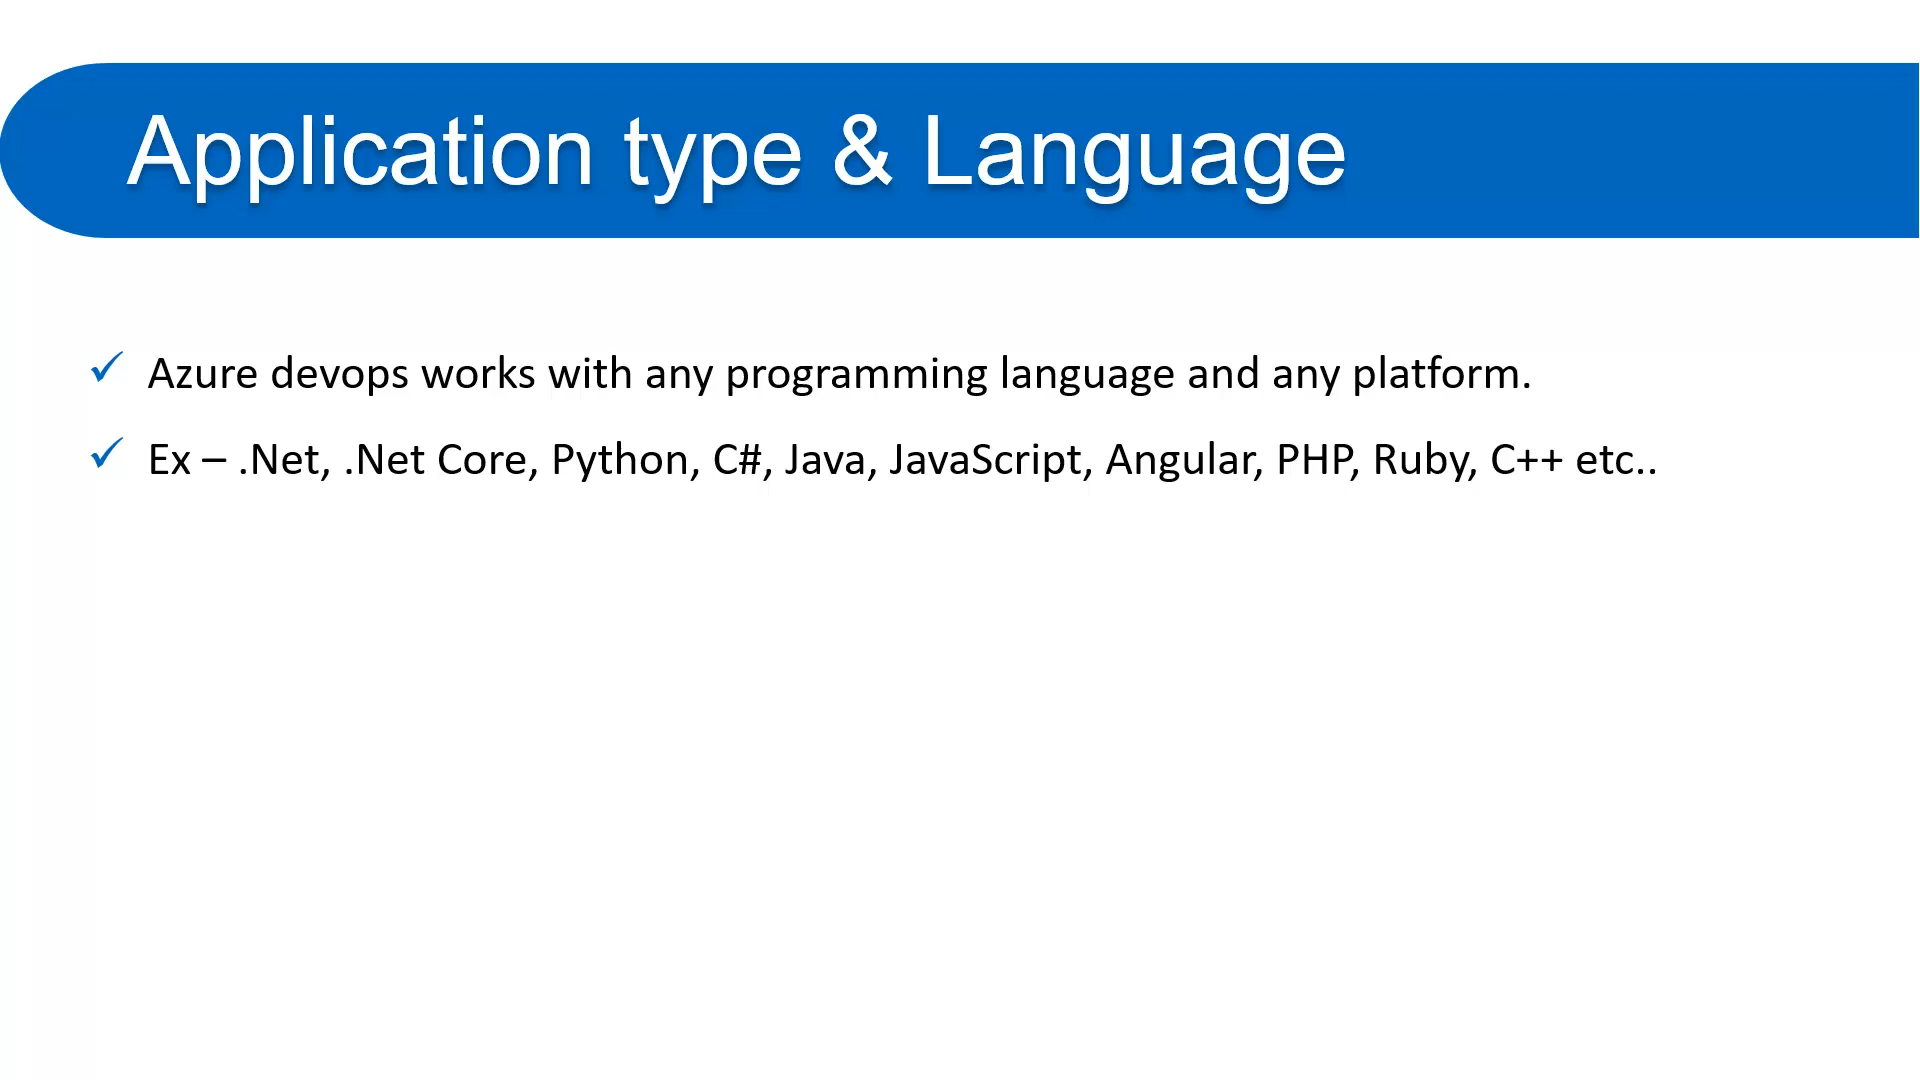 Application type & Language
Azure devops works with any programming language and any platform.
Ex – .Net, .Net Core, Python, C#, Java, JavaScript, Angular, PHP, Ruby, C++ etc..